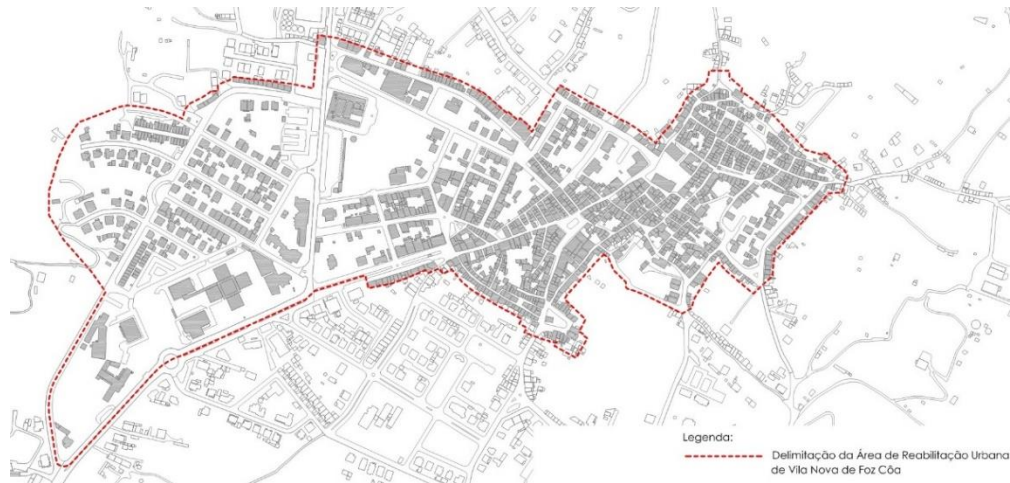 Legenda:
Delimitação da Área de Reabilitação Urbana
de Vila Nova de Foz Côa